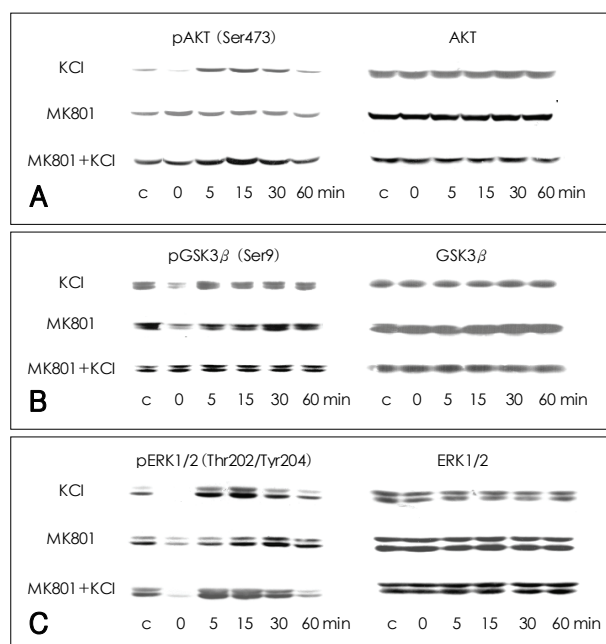 pAKT (Ser473) AKT
KCl
MK801
MK801+KCl
A c 0 5 15 30 60 min c 0 5 15 30 60 min
pGSK3β (Ser9) GSK3β
KCl
MK801
MK801+KCl
B c 0 5 15 30 60 min c 0 5 15 30 60 min
pERK1/2 (Thr202/Tyr204) ERK1/2
KCl
MK801
MK801+KCl
C c 0 5 15 30 60 min c 0 5 15 30 60 min